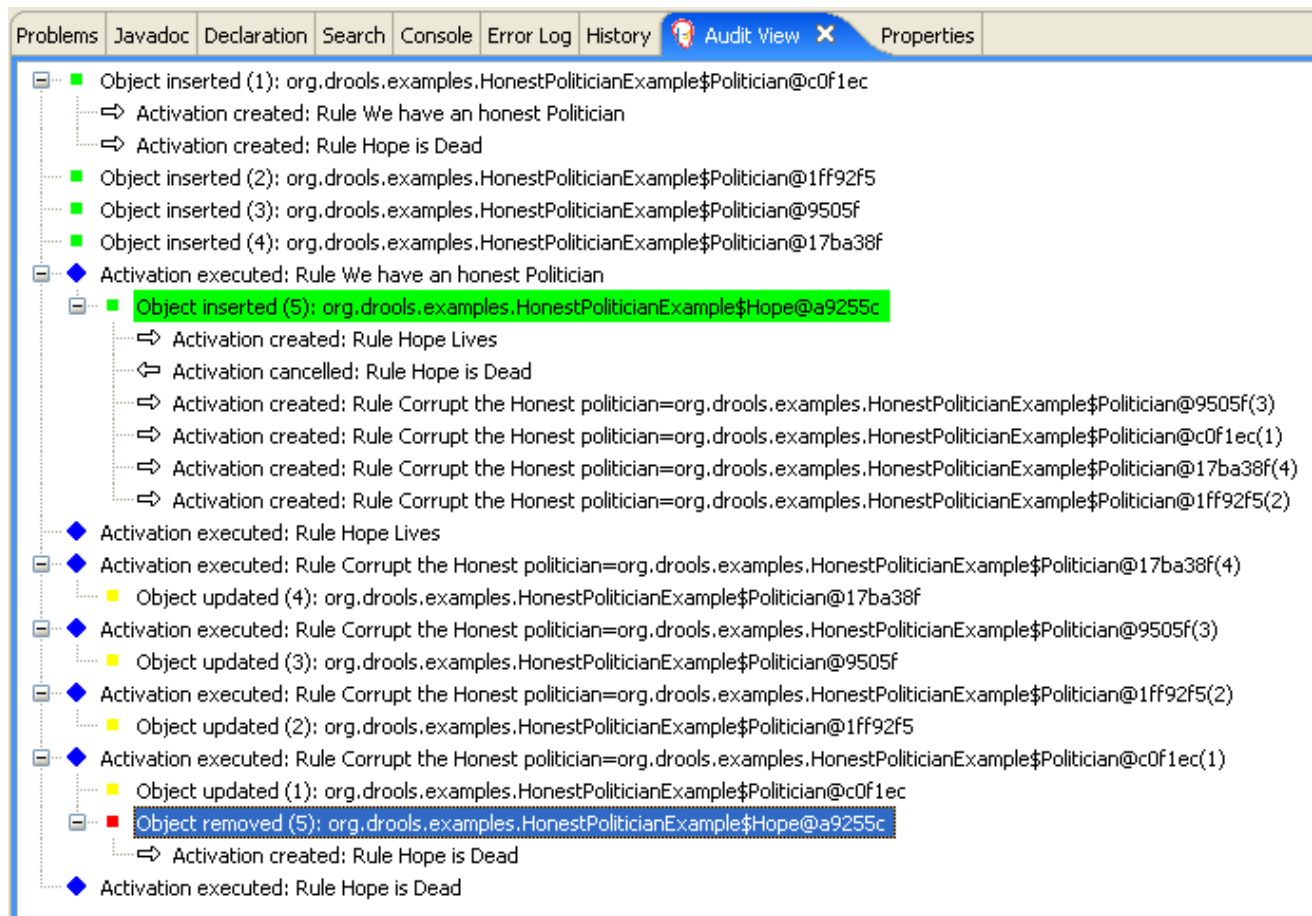 Problems Javadoc Declaration Search Console Error Log History Audit View Properties
Object inserted (1): org.drools.examples.HonestPoliticianExample$Politician@c0f1ec
Activation created: Rule We have an honest Politician
Activation created: Rule Hope is Dead
Object inserted (2): org.drools.examples.HonestPoliticianExample$Politician@1ff92f5
Object inserted (3): org.drools.examples.HonestPoliticianExample$Politician@9505f
Object inserted (4): org.drools.examples.HonestPoliticianExample$Politician@17ba38f
Activation executed: Rule We have an honest Politician
Object inserted (5): org.drools.examples.HonestPoliticianExample$Hope@a9255c
Activation created: Rule Hope Lives
Activation cancelled: Rule Hope is Dead
Activation created: Rule Corrupt the Honest politician=org.drools.examples.HonestPoliticianExample$Politician@9505f(3)
Activation created: Rule Corrupt the Honest politician=org.drools.examples.HonestPoliticianExample$Politician@c0f1ec(1)
Activation created: Rule Corrupt the Honest politician=org.drools.examples.HonestPoliticianExample$Politician@17ba38f(4)
Activation created: Rule Corrupt the Honest politician=org.drools.examples.HonestPoliticianExample$Politician@1ff92f5(2)
Activation executed: Rule Hope Lives
Activation executed: Rule Corrupt the Honest politician=org.drools.examples.HonestPoliticianExample$Politician@17ba38f(4)
Object updated (4): org.drools.examples.HonestPoliticianExample$Politician@17ba38f
Activation executed: Rule Corrupt the Honest politician=org.drools.examples.HonestPoliticianExample$Politician@9505f(3)
Object updated (3): org.drools.examples.HonestPoliticianExample$Politician@9505f
Activation executed: Rule Corrupt the Honest politician=org.drools.examples.HonestPoliticianExample$Politician@1ff92f5(2)
Object updated (2): org.drools.examples.HonestPoliticianExample$Politician@1ff92f5
Activation executed: Rule Corrupt the Honest politician=org.drools.examples.HonestPoliticianExample$Politician@c0f1ec(1)
Object updated (1): org.drools.examples.HonestPoliticianExample$Politician@c0f1ec
Object removed (5): org.drools.examples.HonestPoliticianExample$Hope@a9255c
Activation created: Rule Hope is Dead
Activation executed: Rule Hope is Dead